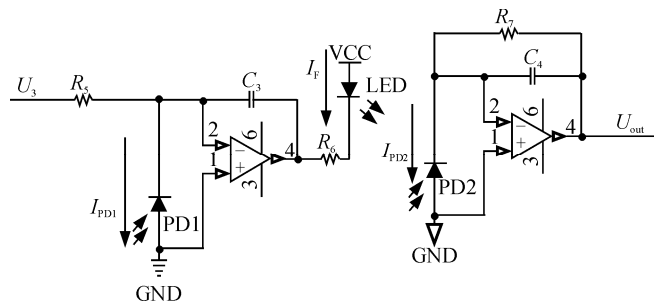 R7
VCC
C4
IF
LED
U3
R5
C3
2
6
−
4
Uout
2
6
−
4
1
+
3
R6
IPD2
1
+
3
PD2
IPD1
PD1
GND
GND